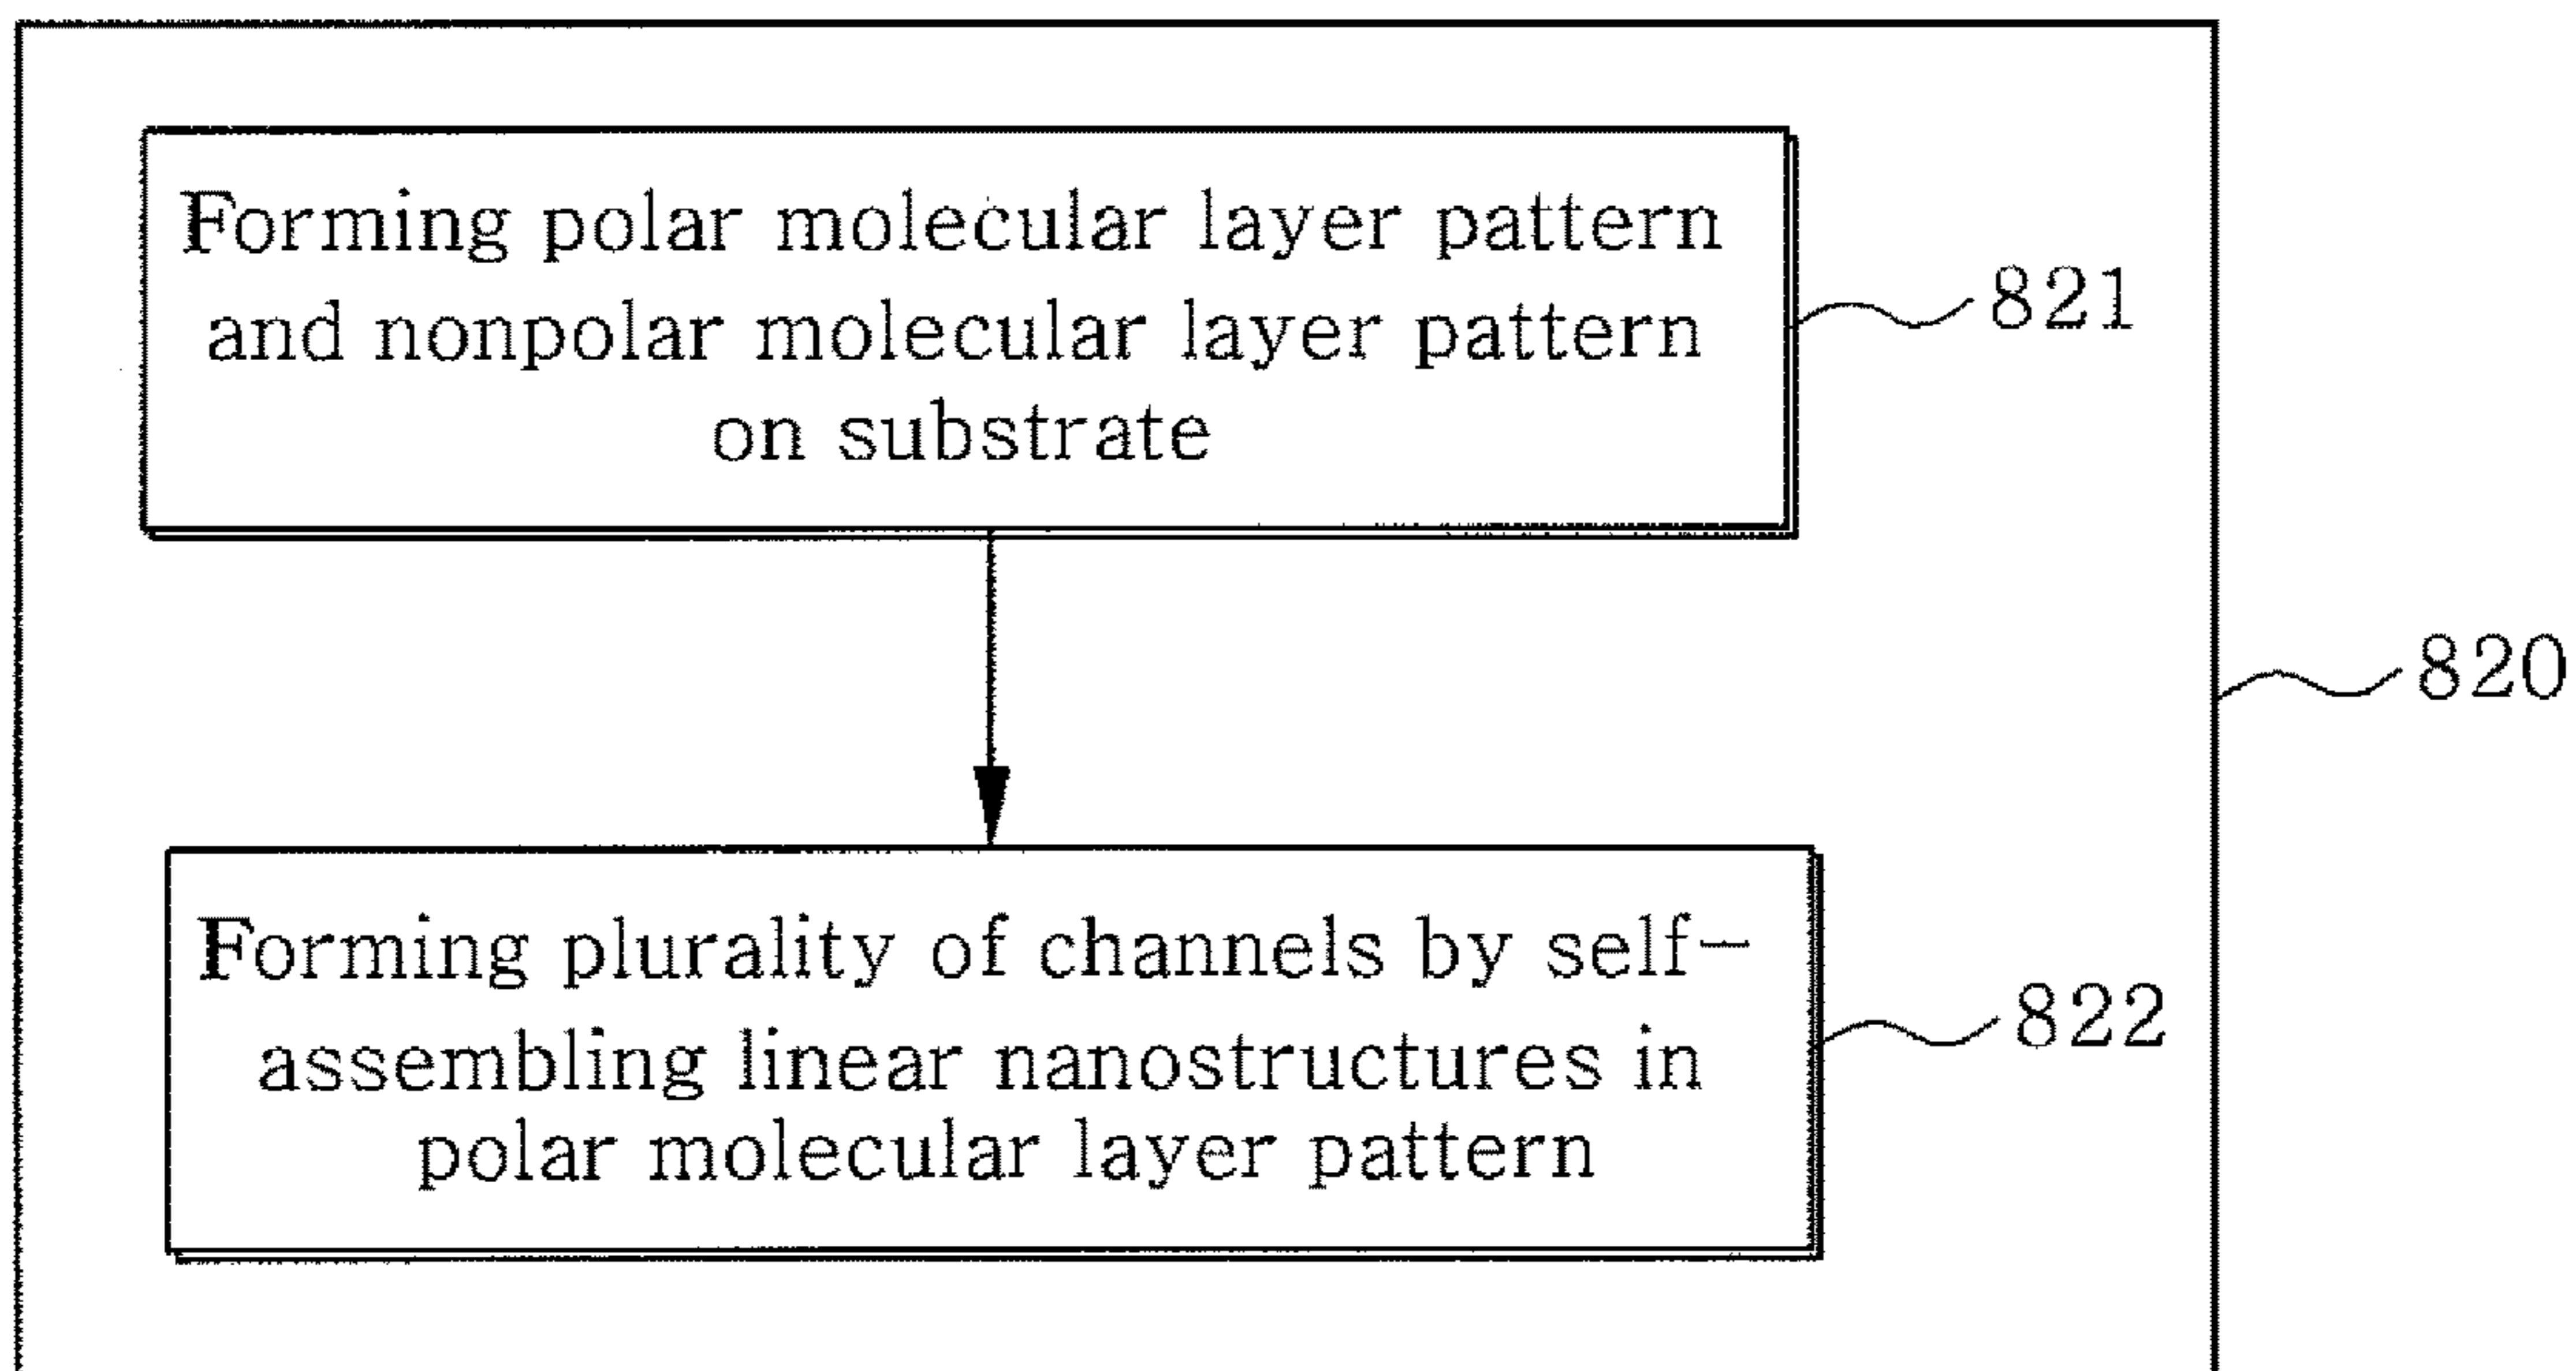 Forming polar molecular layer pattern
and nonpolar molecular layer pattern
on substrate
821
820
Forming plurality of channels by self-
assembling linear nanostructures in
polar molecular layer pattern
822